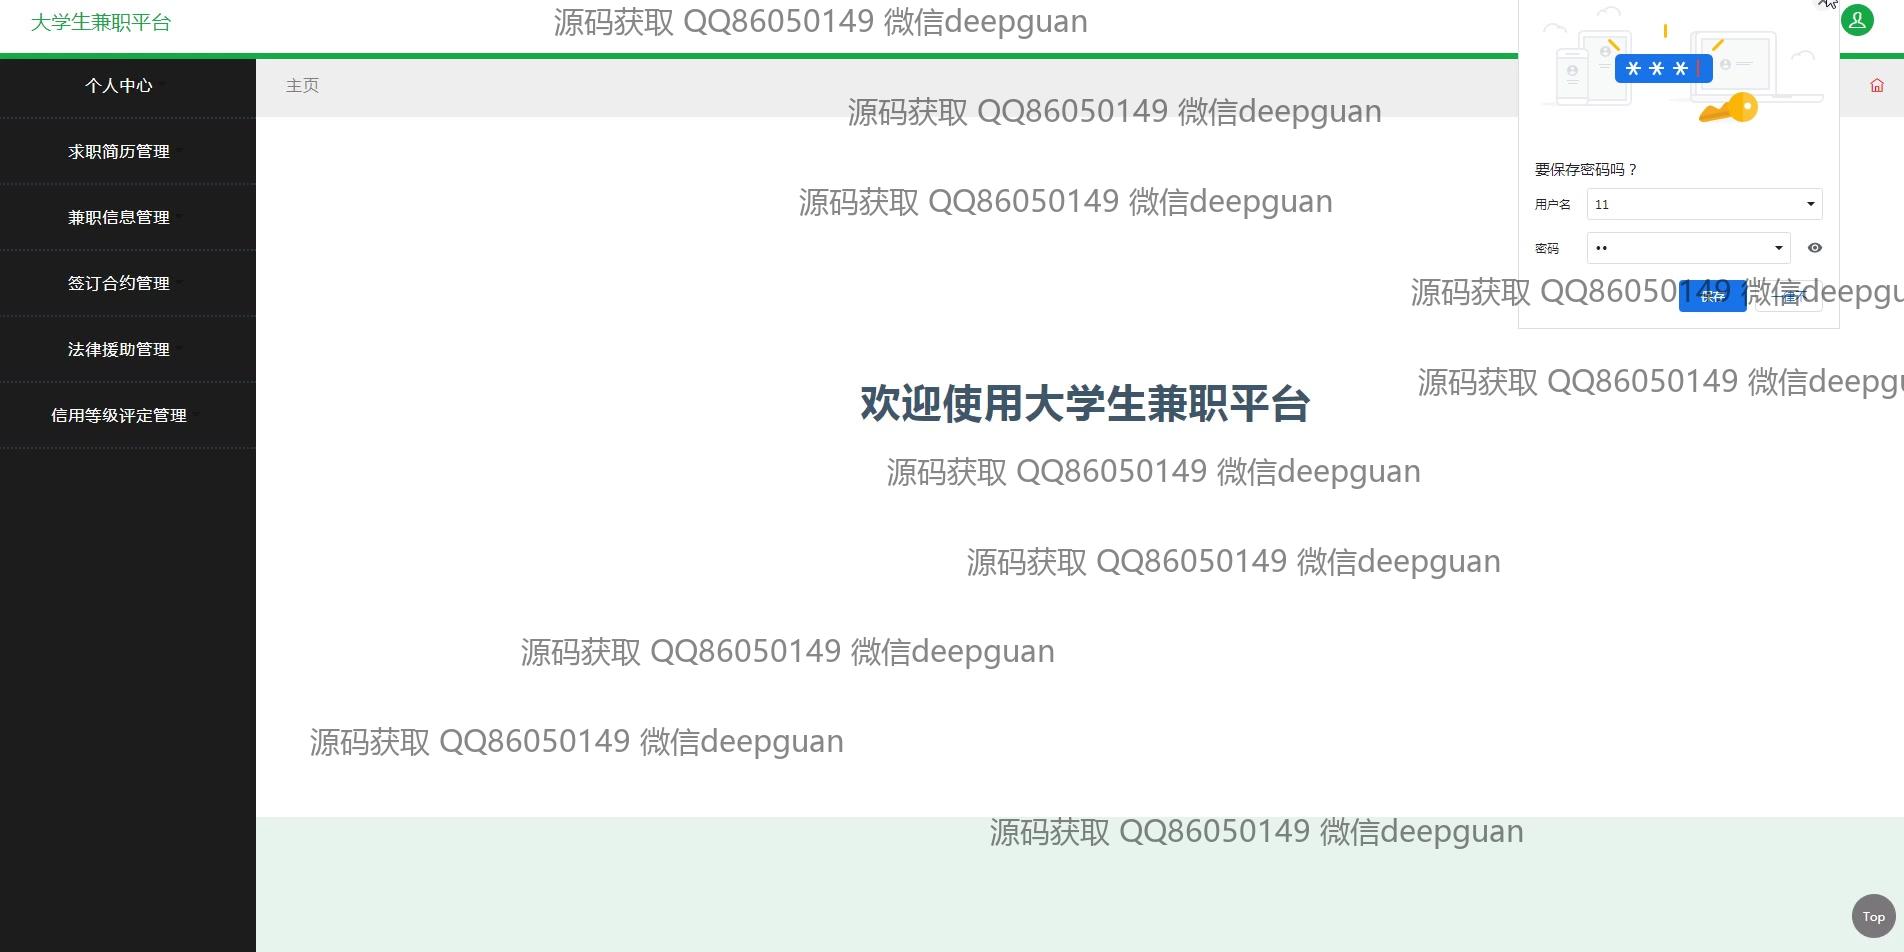 大学生兼职平台
源码获取 QQ86050149 微信deepguan
个人中心
主页
源码获取 QQ86050149 微信deepguan
求职简历管理
要保存密码吗？
源码获取 QQ86050149 微信deepguan
用户名 11
兼职信息管理
密码 ••
签订合约管理
源码获取 QQ86050149 微信deepgu
保存
法律援助管理
源码获取 QQ86050149 微信deepgu
欢迎使用大学生兼职平台
信用等级评定管理
源码获取 QQ86050149 微信deepguan
源码获取 QQ86050149 微信deepguan
源码获取 QQ86050149 微信deepguan
源码获取 QQ86050149 微信deepguan
源码获取 QQ86050149 微信deepguan
Top